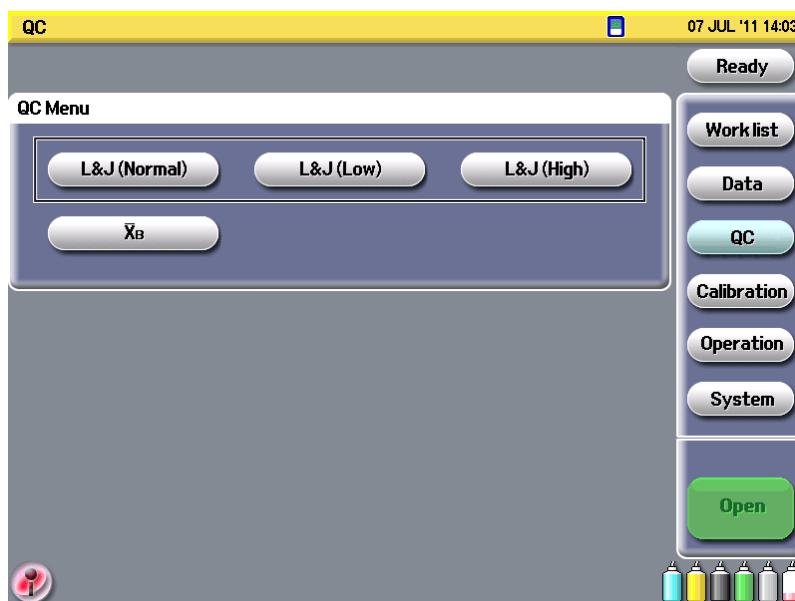 QC
07 JUL '11 14:03
Ready
QC Menu
Work list
L&J (Normal)
L&J (Low)
L&J (High)
Data
X̄B
QC
Calibration
Operation
System
Open